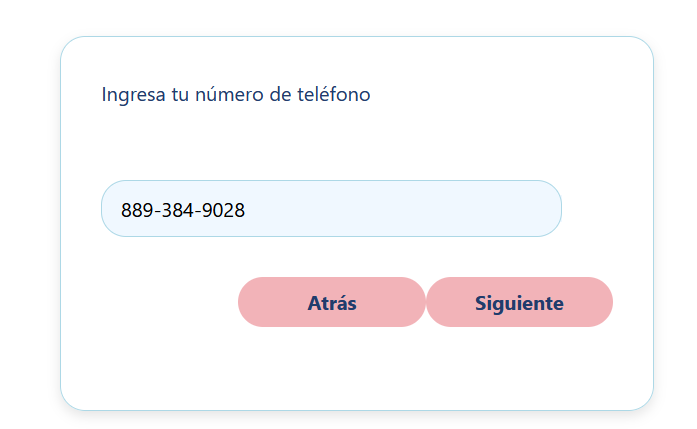 Ingresa tu número de teléfono
889-384-9028
Atrás Siguiente